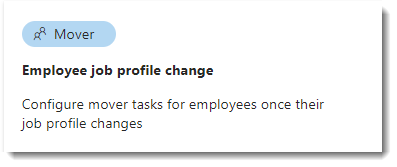 Mover
Employee job profile change
Configure mover tasks for employees once their
job profile changes